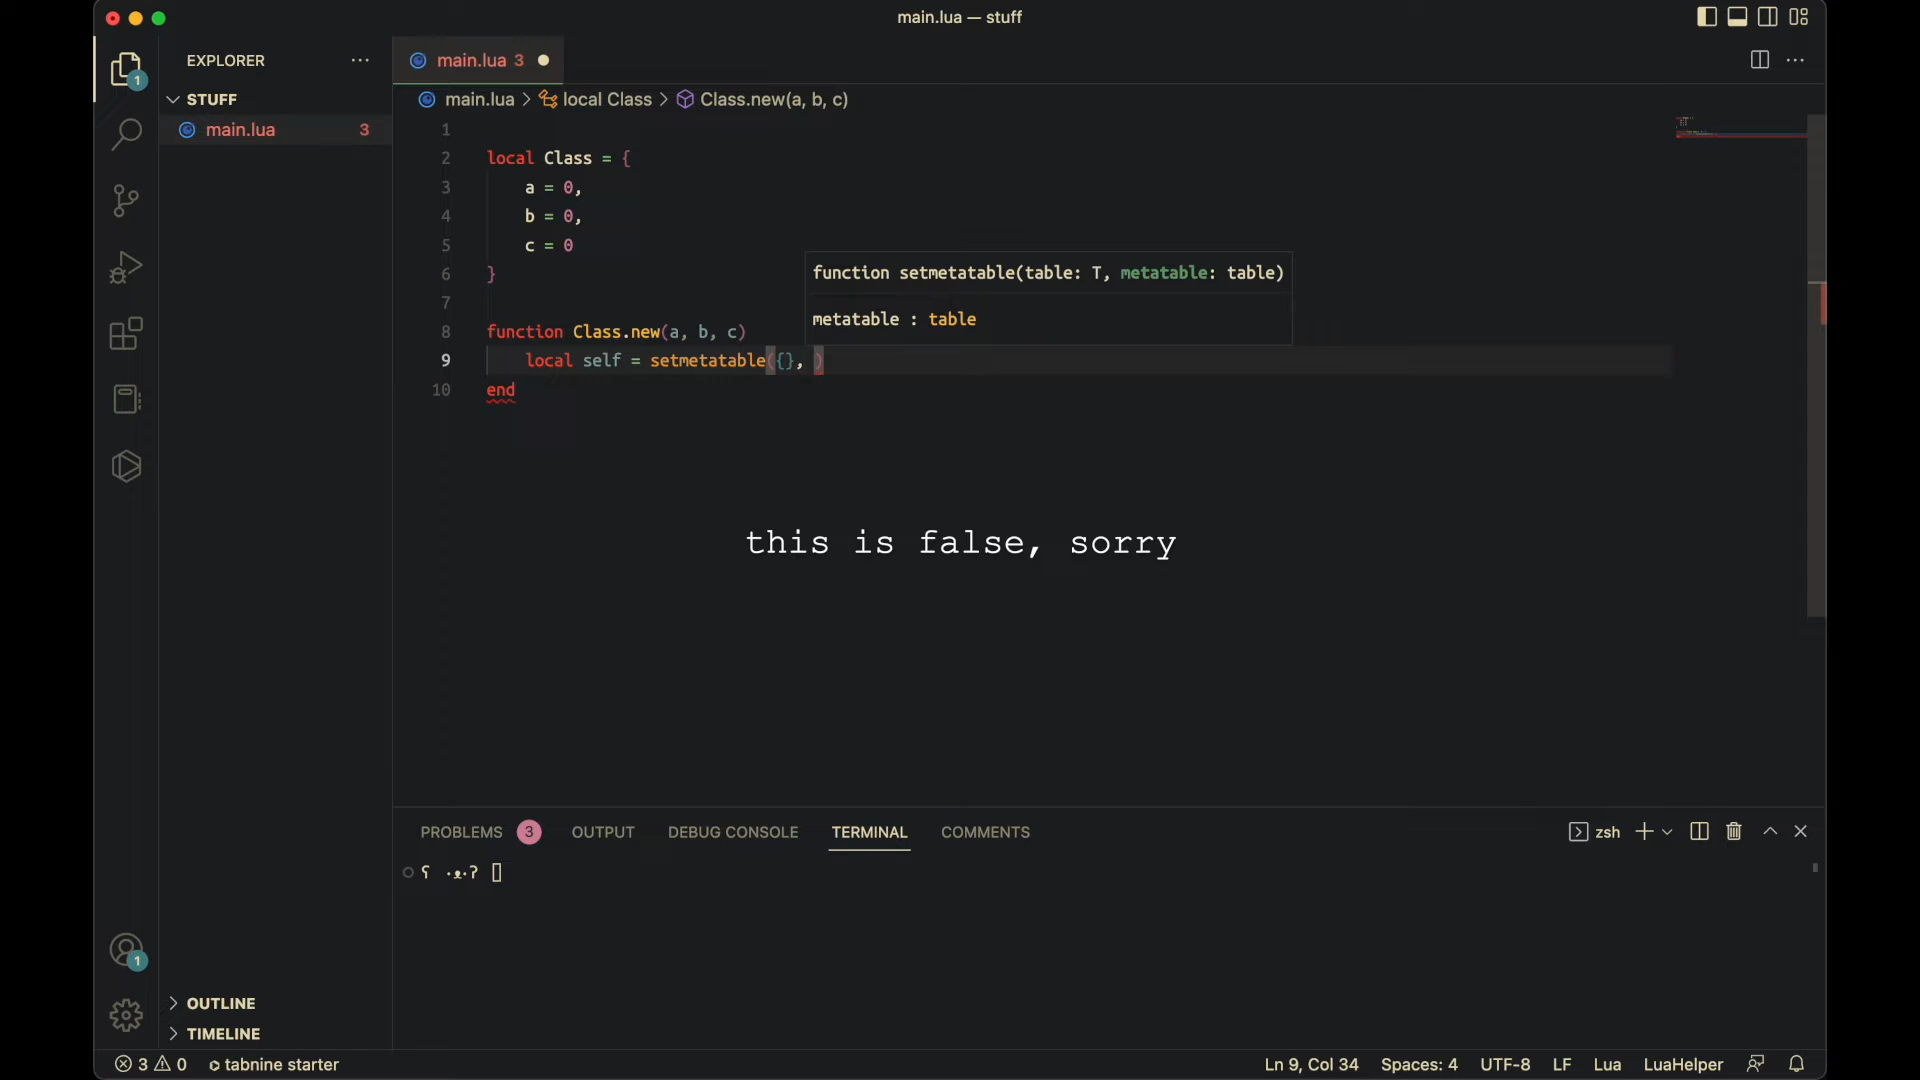 main.lua — stuff
EXPLORER
main.lua 3
STUFF
main.lua > local Class > Class.new(a, b, c)
main.lua 3
1
2 local Class = {
3 a = 0,
4 b = 0,
5 c = 0
6 }
function setmetatable(table: T, metatable: table)
metatable : table
7
8 function Class.new(a, b, c)
9 local self = setmetatable({}, )
10 end
this is false, sorry
PROBLEMS 3 OUTPUT DEBUG CONSOLE TERMINAL COMMENTS
zsh
ʕ ·ᴥ·ʔ
1
1
OUTLINE
TIMELINE
3 0 tabnine starter
Ln 9, Col 34 Spaces: 4 UTF-8 LF Lua LuaHelper